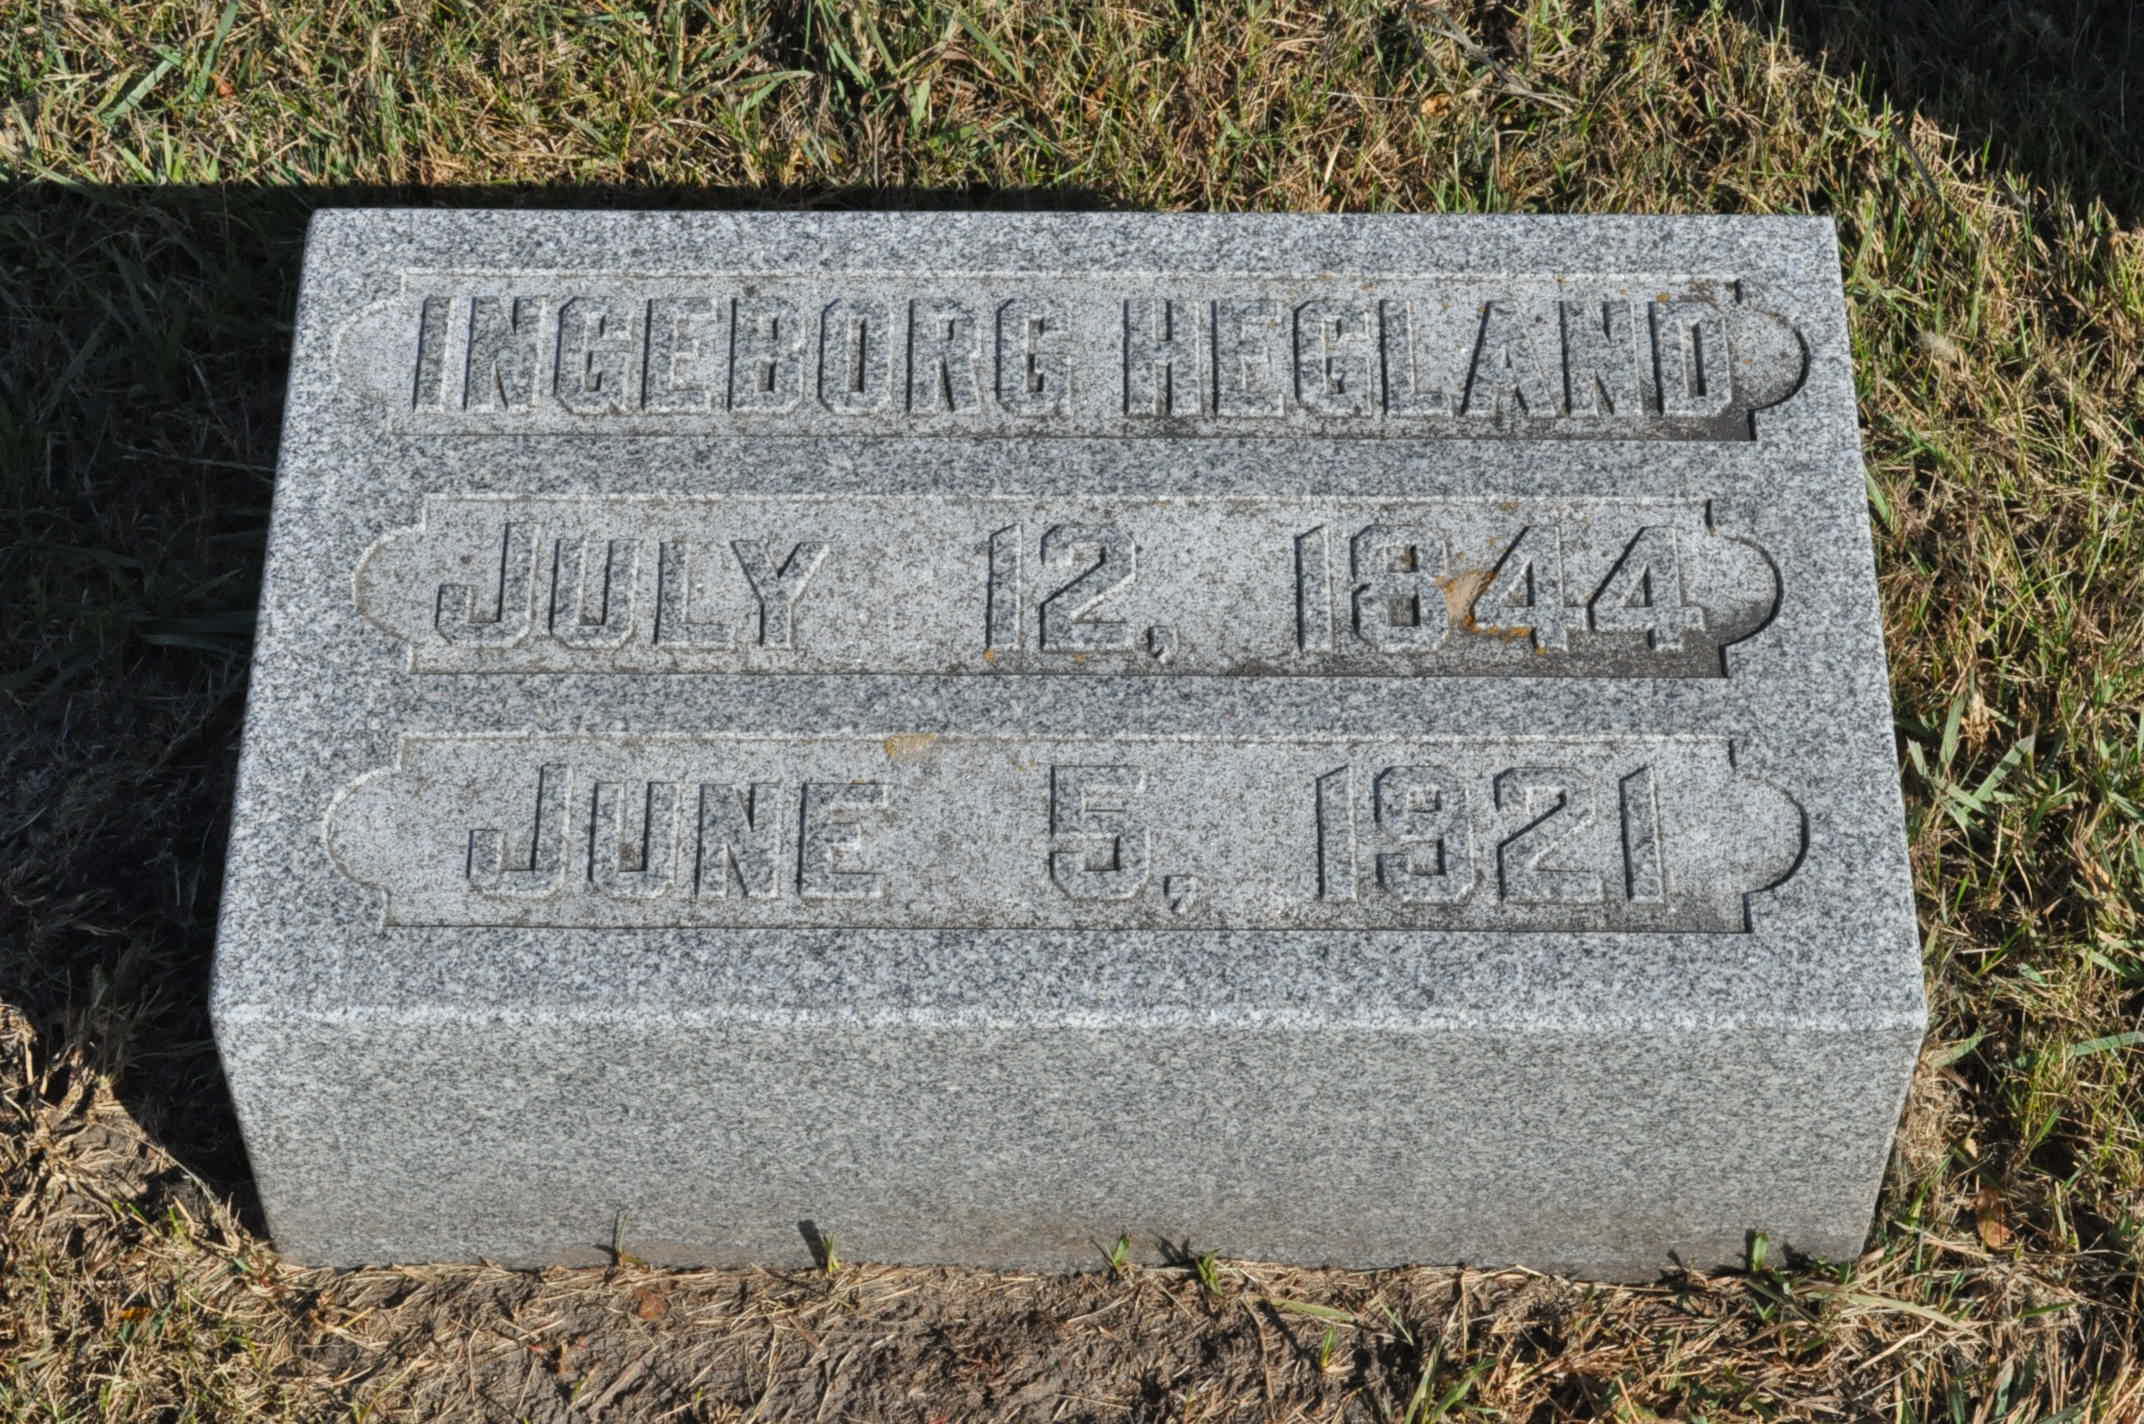 INGEBORG HEGLAND
JULY 12, 1844
JUNE 5, 1921